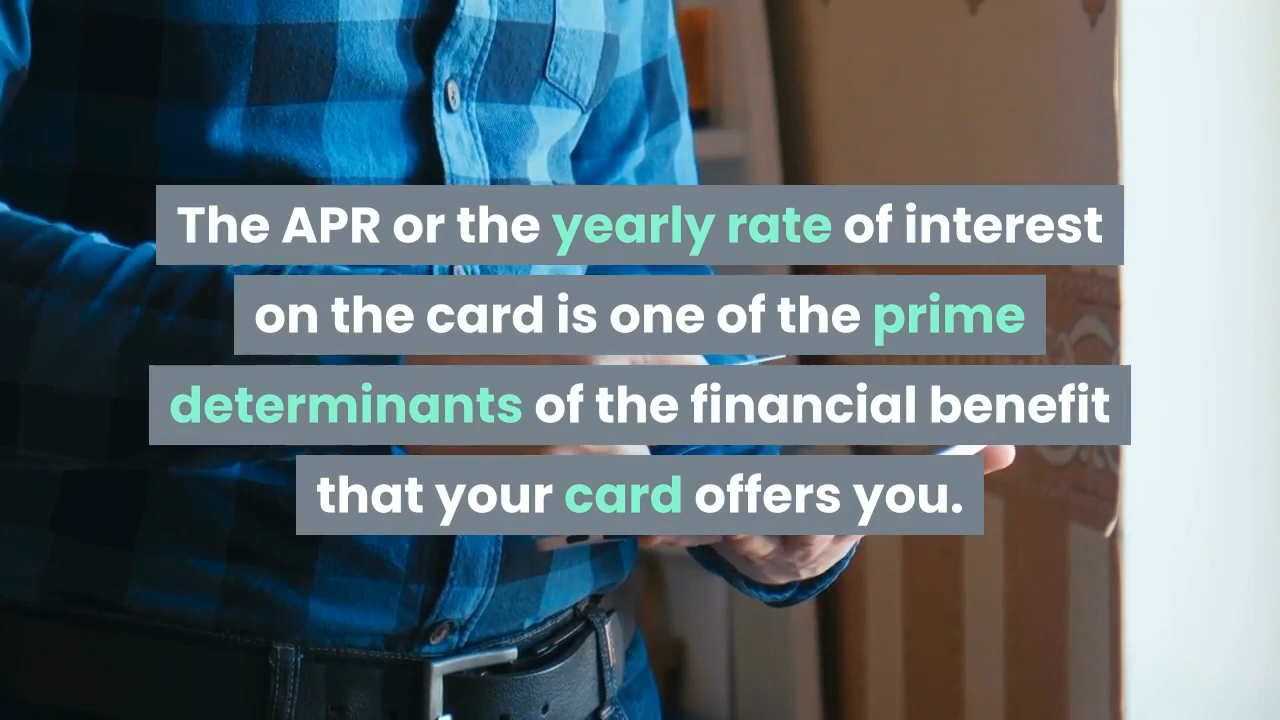 The APR or the yearly rate of interest
on the card is one of the prime
determinants of the financial benefit
that your card offers you.